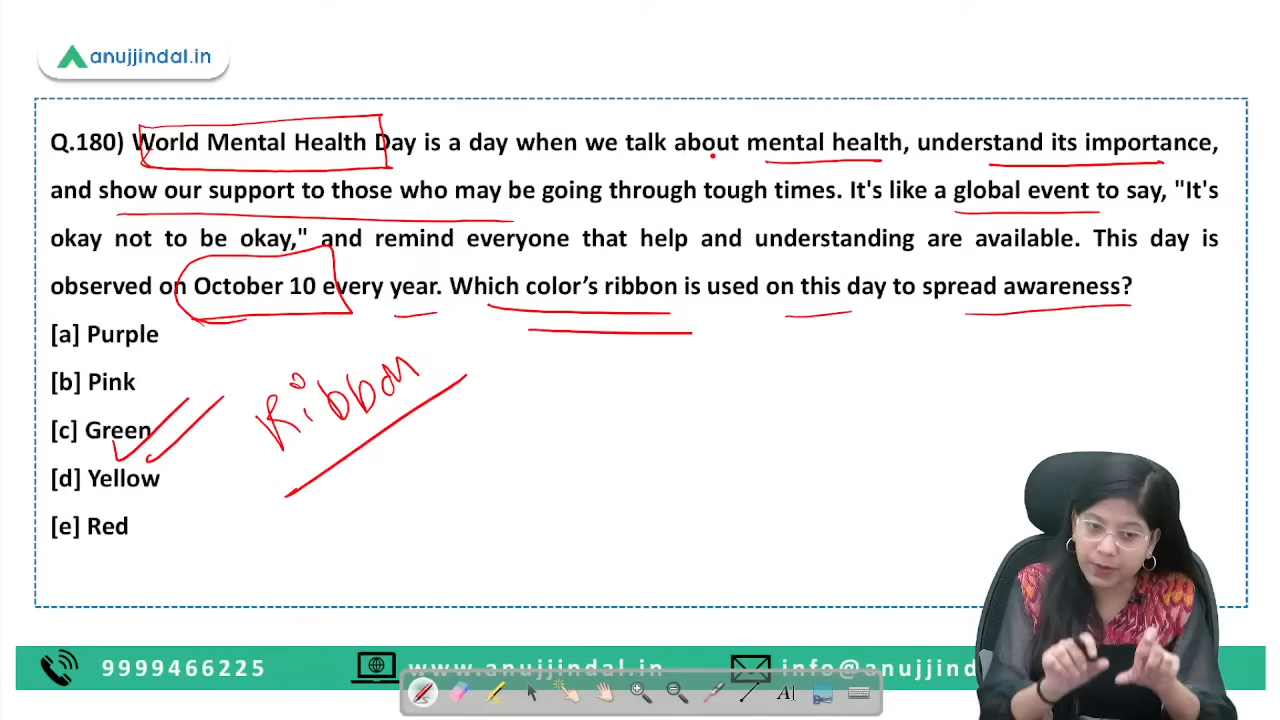 anujjindal.in
Q.180) World Mental Health Day is a day when we talk about mental health, understand its importance,
and show our support to those who may be going through tough times. It's like a global event to say, "It's
okay not to be okay," and remind everyone that help and understanding are available. This day is
observed on October 10 every year. Which color's ribbon is used on this day to spread awareness?
[a] Purple
[b] Pink
Ribbon
[c] Green
[d] Yellow
[e] Red
9999466225
www.anujjindal.in
info@anujjind
A